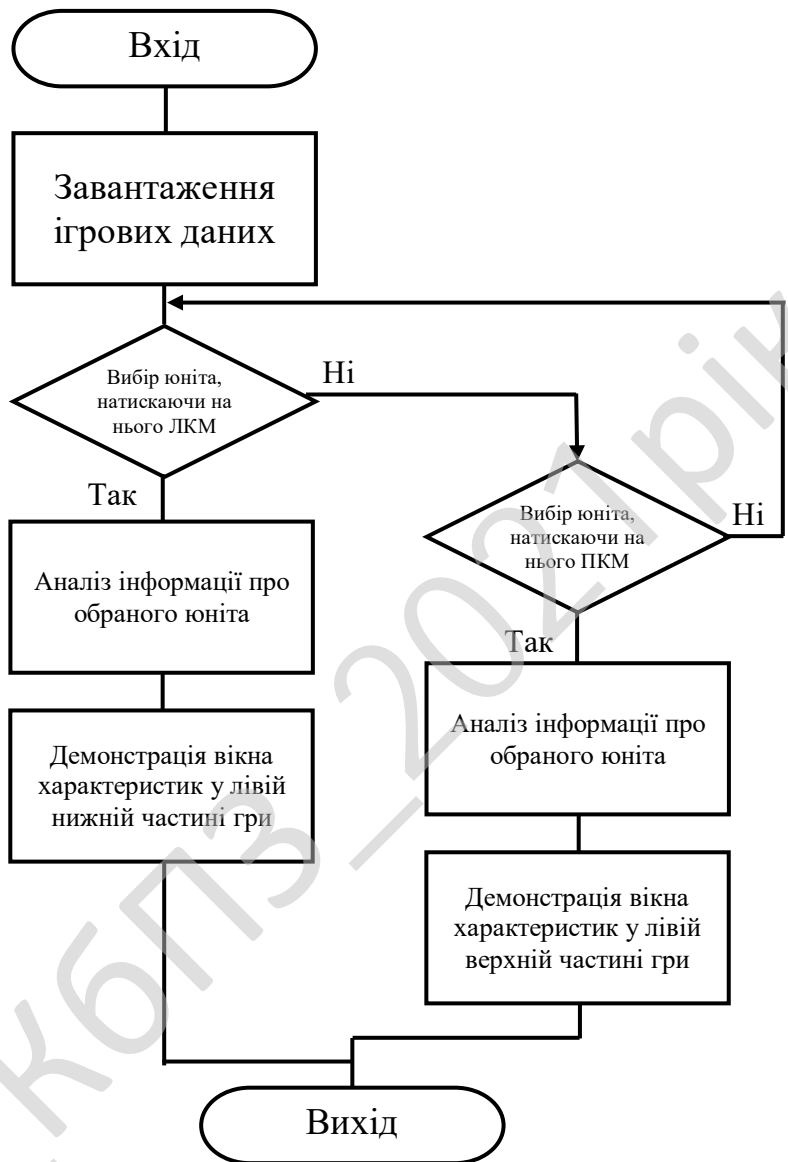 Вхід
Завантаження
ігрових даних
Вибір юніта,
натискаючи на
нього ЛКМ
Ні
Так
Вибір юніта,
натискаючи на
нього ПКМ
Ні
Аналіз інформації про
обраного юніта
Так
Демонстрація вікна
характеристик у лівій
нижній частині гри
Аналіз інформації про
обраного юніта
Демонстрація вікна
характеристик у лівій
верхній частині гри
Вихід
КбПЗ_2021рік